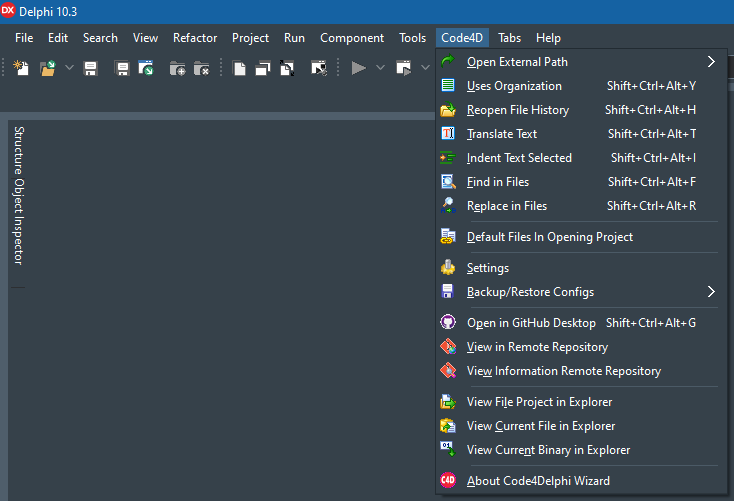 DX Delphi 10.3
File Edit Search View Refactor Project Run Component Tools Code4D Tabs Help
Open External Path
Uses Organization Shift+Ctrl+Alt+Y
Reopen File History Shift+Ctrl+Alt+H
Translate Text Shift+Ctrl+Alt+T
Indent Text Selected Shift+Ctrl+Alt+I
Find in Files Shift+Ctrl+Alt+F
Replace in Files Shift+Ctrl+Alt+R
Default Files In Opening Project
Settings
Backup/Restore Configs
Open in GitHub Desktop Shift+Ctrl+Alt+G
View in Remote Repository
View Information Remote Repository
View File Project in Explorer
View Current File in Explorer
View Current Binary in Explorer
C4D About Code4Delphi Wizard
Structure Object Inspector